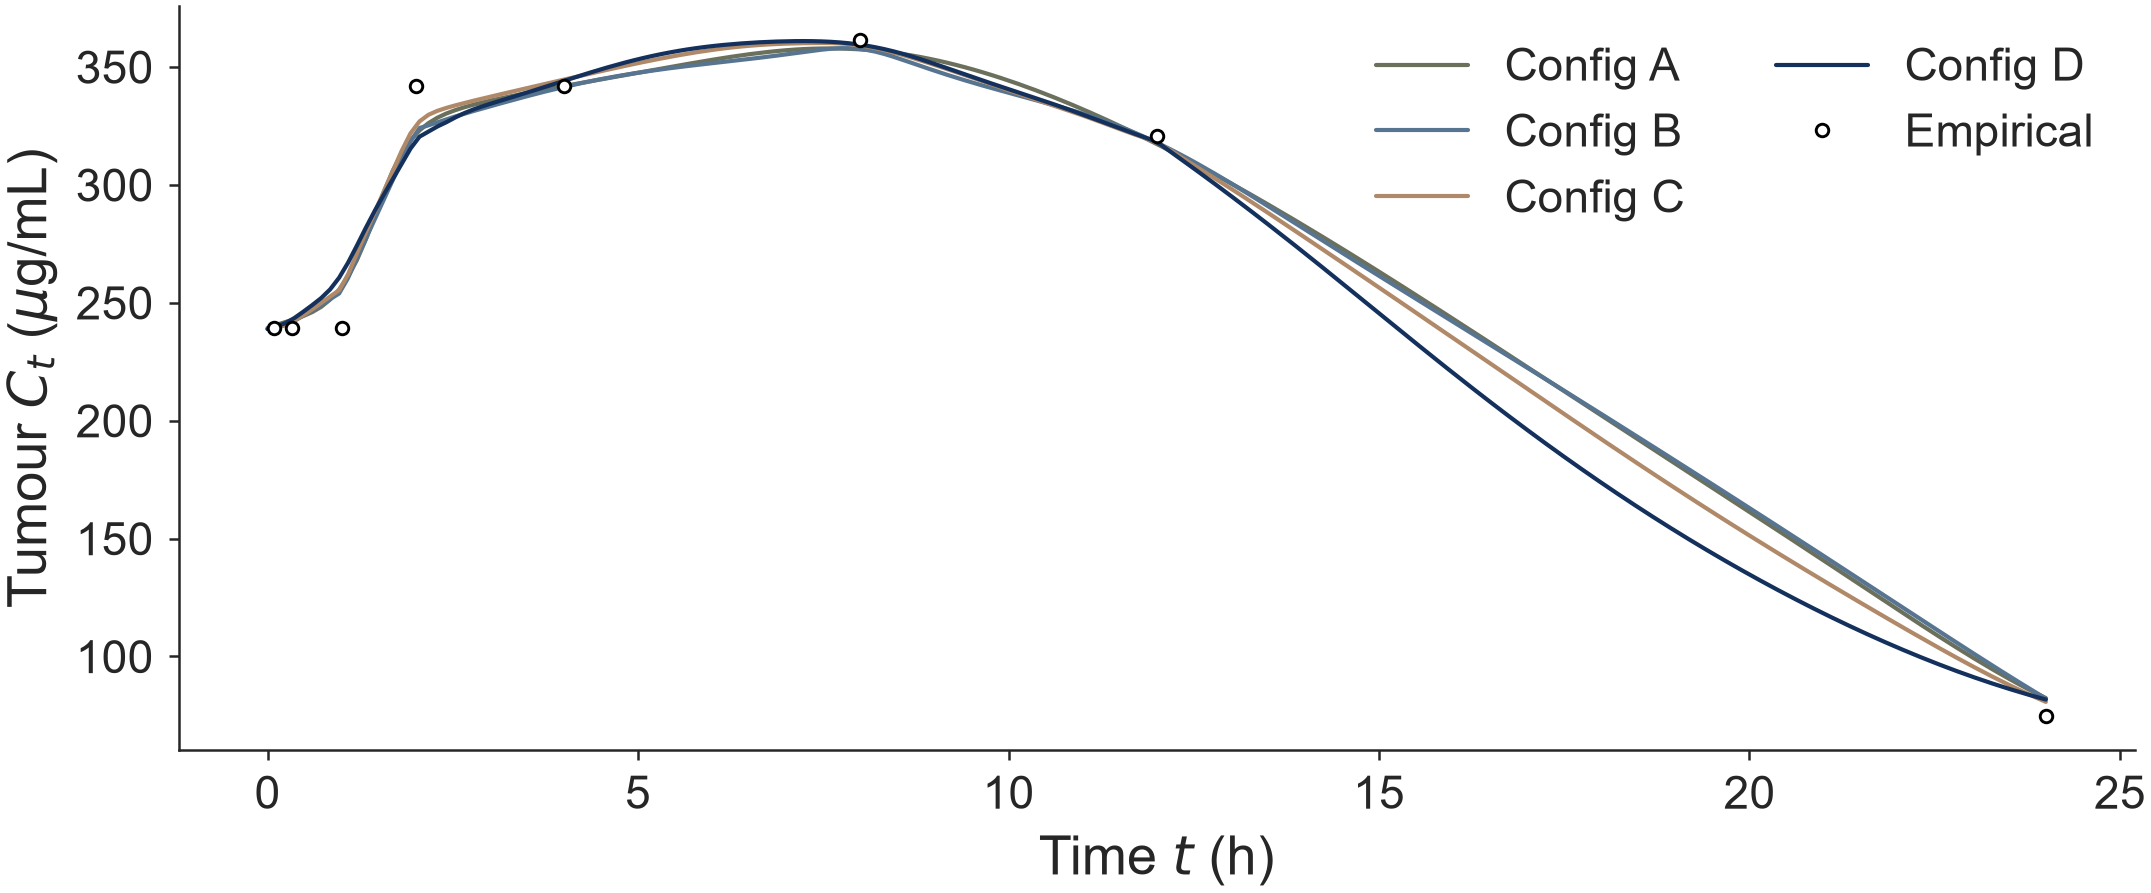 Tumour Ct (μg/mL)
350
300
250
200
150
100
0 5 10 15 20 25
Time t (h)
Config A
Config B
Config C
Config D
Empirical